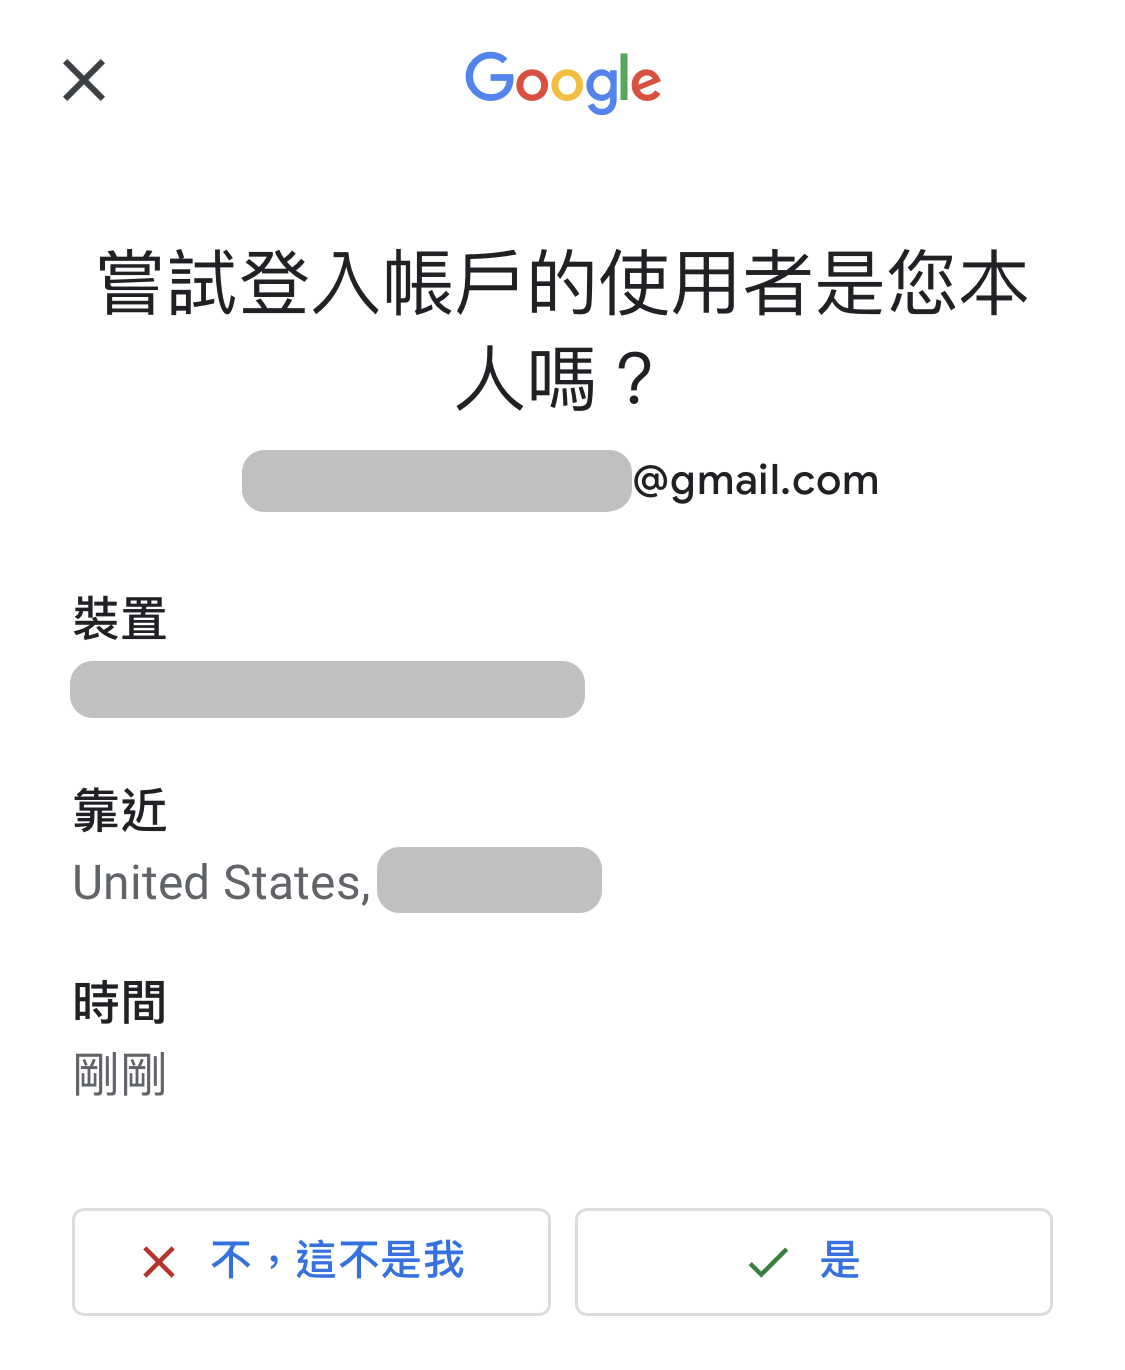 Google
嘗試登入帳戶的使用者是您本
人嗎？
@gmail.com
裝置
靠近
United States,
時間
剛剛
不，這不是我
是